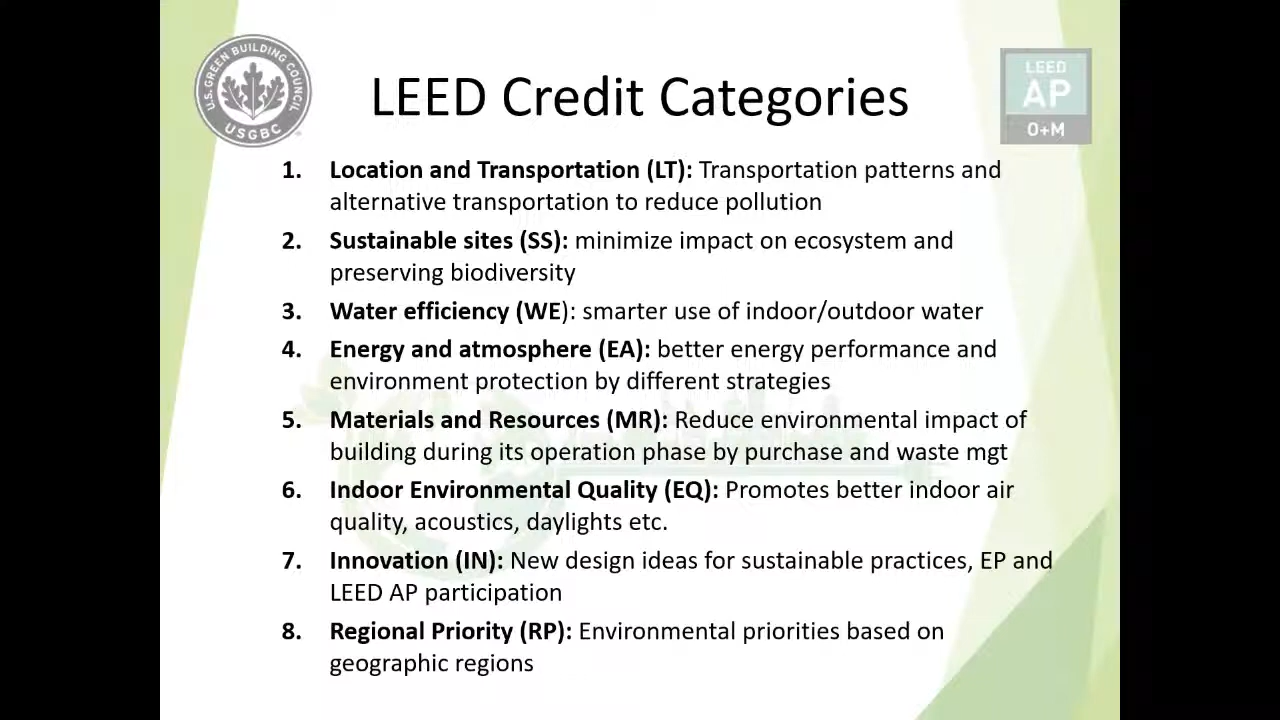 U.S. GREEN BUILDING COUNCIL
USGBC
LEED Credit Categories
LEED
AP
O+M
1. Location and Transportation (LT): Transportation patterns and
alternative transportation to reduce pollution
2. Sustainable sites (SS): minimize impact on ecosystem and
preserving biodiversity
3. Water efficiency (WE): smarter use of indoor/outdoor water
4. Energy and atmosphere (EA): better energy performance and
environment protection by different strategies
5. Materials and Resources (MR): Reduce environmental impact of
building during its operation phase by purchase and waste mgt
6. Indoor Environmental Quality (EQ): Promotes better indoor air
quality, acoustics, daylights etc.
7. Innovation (IN): New design ideas for sustainable practices, EP and
LEED AP participation
8. Regional Priority (RP): Environmental priorities based on
geographic regions